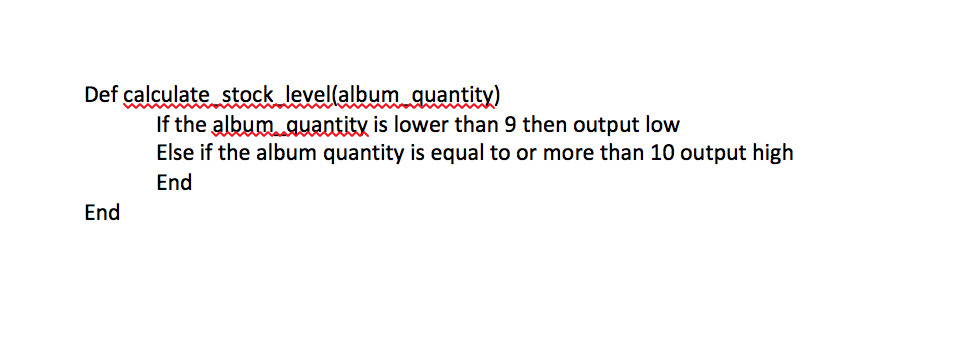 Def calculate_stock_level(album_quantity)
If the album_quantity is lower than 9 then output low
Else if the album quantity is equal to or more than 10 output high
End
End